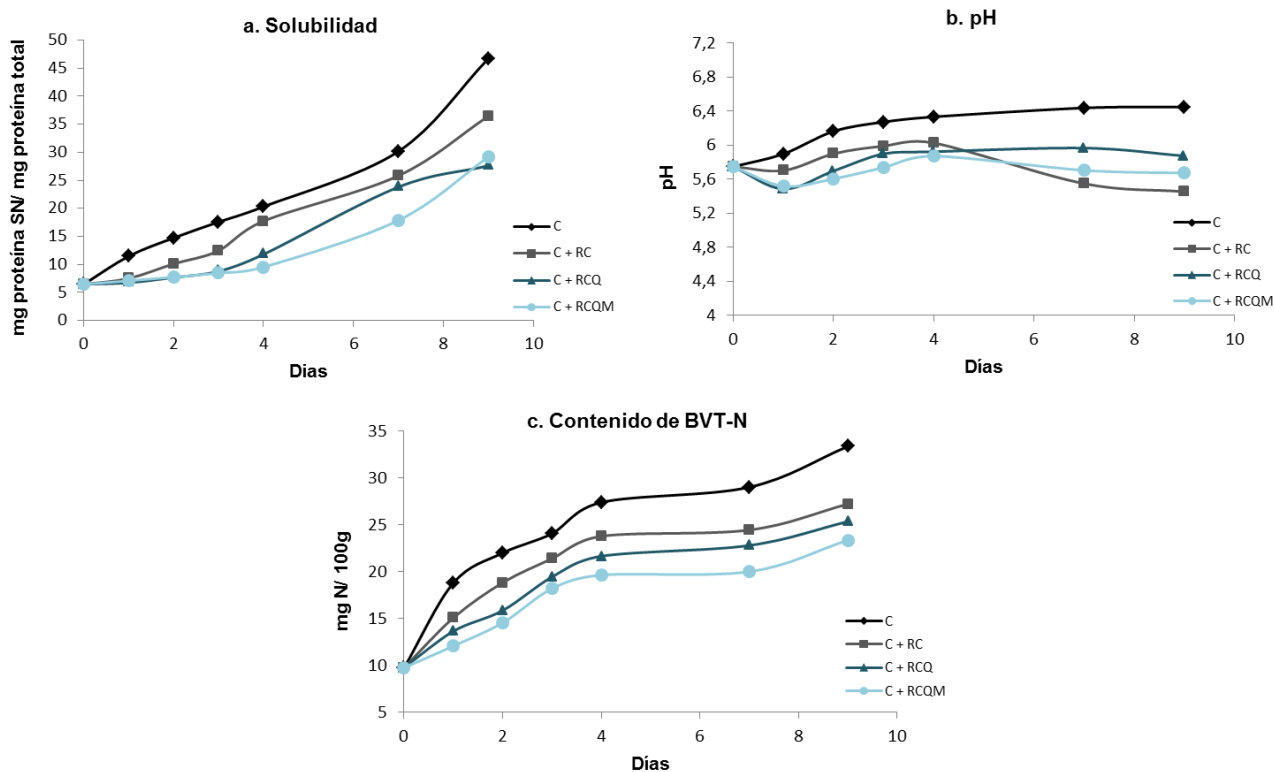 a. Solubilidad
mg proteína SN/ mg proteína total
50
45
40
35
30
25
20
15
10
5
0
0 2 4 6 8 10
Dias
C
C + RC
C + RCQ
C + RCQM
b. pH
pH
7,2
6,8
6,4
6
5,6
5,2
4,8
4,4
4
0 2 4 6 8 10
Días
C
C + RC
C + RCQ
C + RCQM
c. Contenido de BVT-N
mg N/ 100g
35
30
25
20
15
10
5
0 2 4 6 8 10
Días
C
C + RC
C + RCQ
C + RCQM